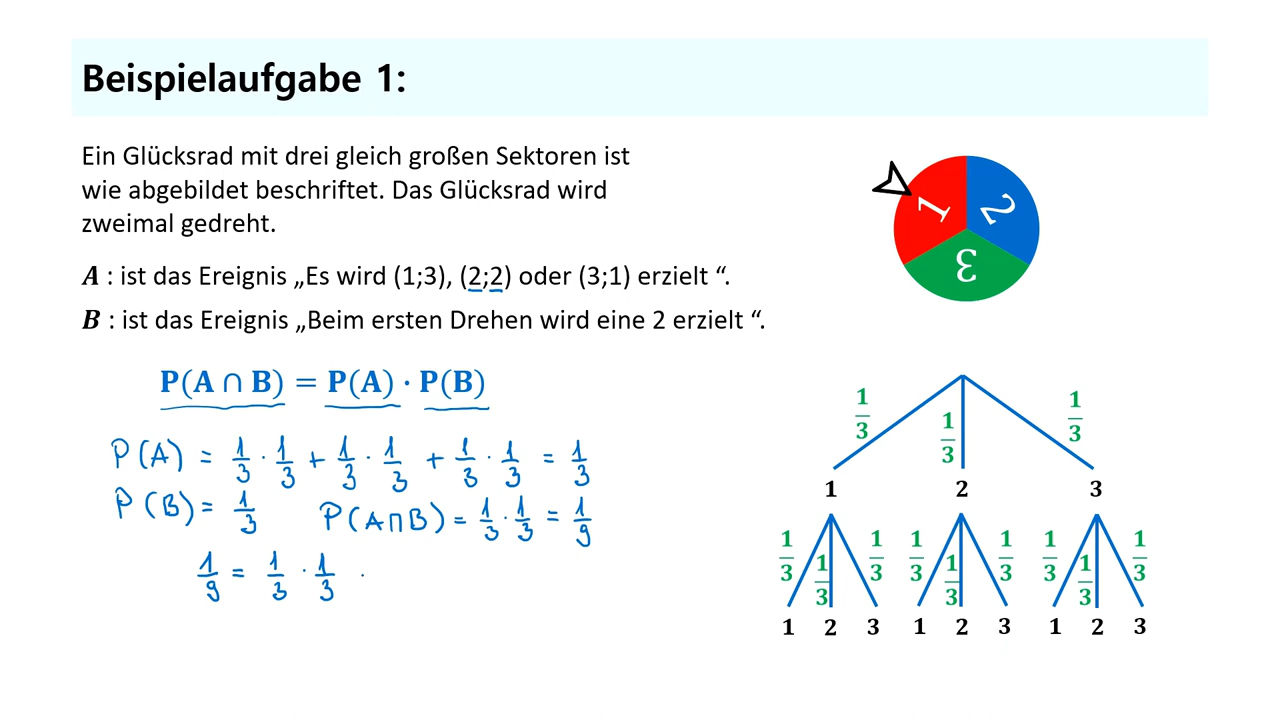 Beispielaufgabe 1:
Ein Glücksrad mit drei gleich großen Sektoren ist
wie abgebildet beschriftet. Das Glücksrad wird
zweimal gedreht.
A : ist das Ereignis „Es wird (1;3), (2;2) oder (3;1) erzielt “.
B : ist das Ereignis „Beim ersten Drehen wird eine 2 erzielt “.
P(A ∩ B) = P(A) · P(B)
P(A) = 1/3 · 1/3 + 1/3 · 1/3 + 1/3 · 1/3 = 1/3
P(B) = 1/3 P(A∩B) = 1/3 · 1/3 = 1/9
1/9 = 1/3 · 1/3
1 2
3
1/3 1/3 1/3
1 2 3
1/3 1/3 1/3 1/3 1/3 1/3 1/3 1/3 1/3
1 2 3 1 2 3 1 2 3